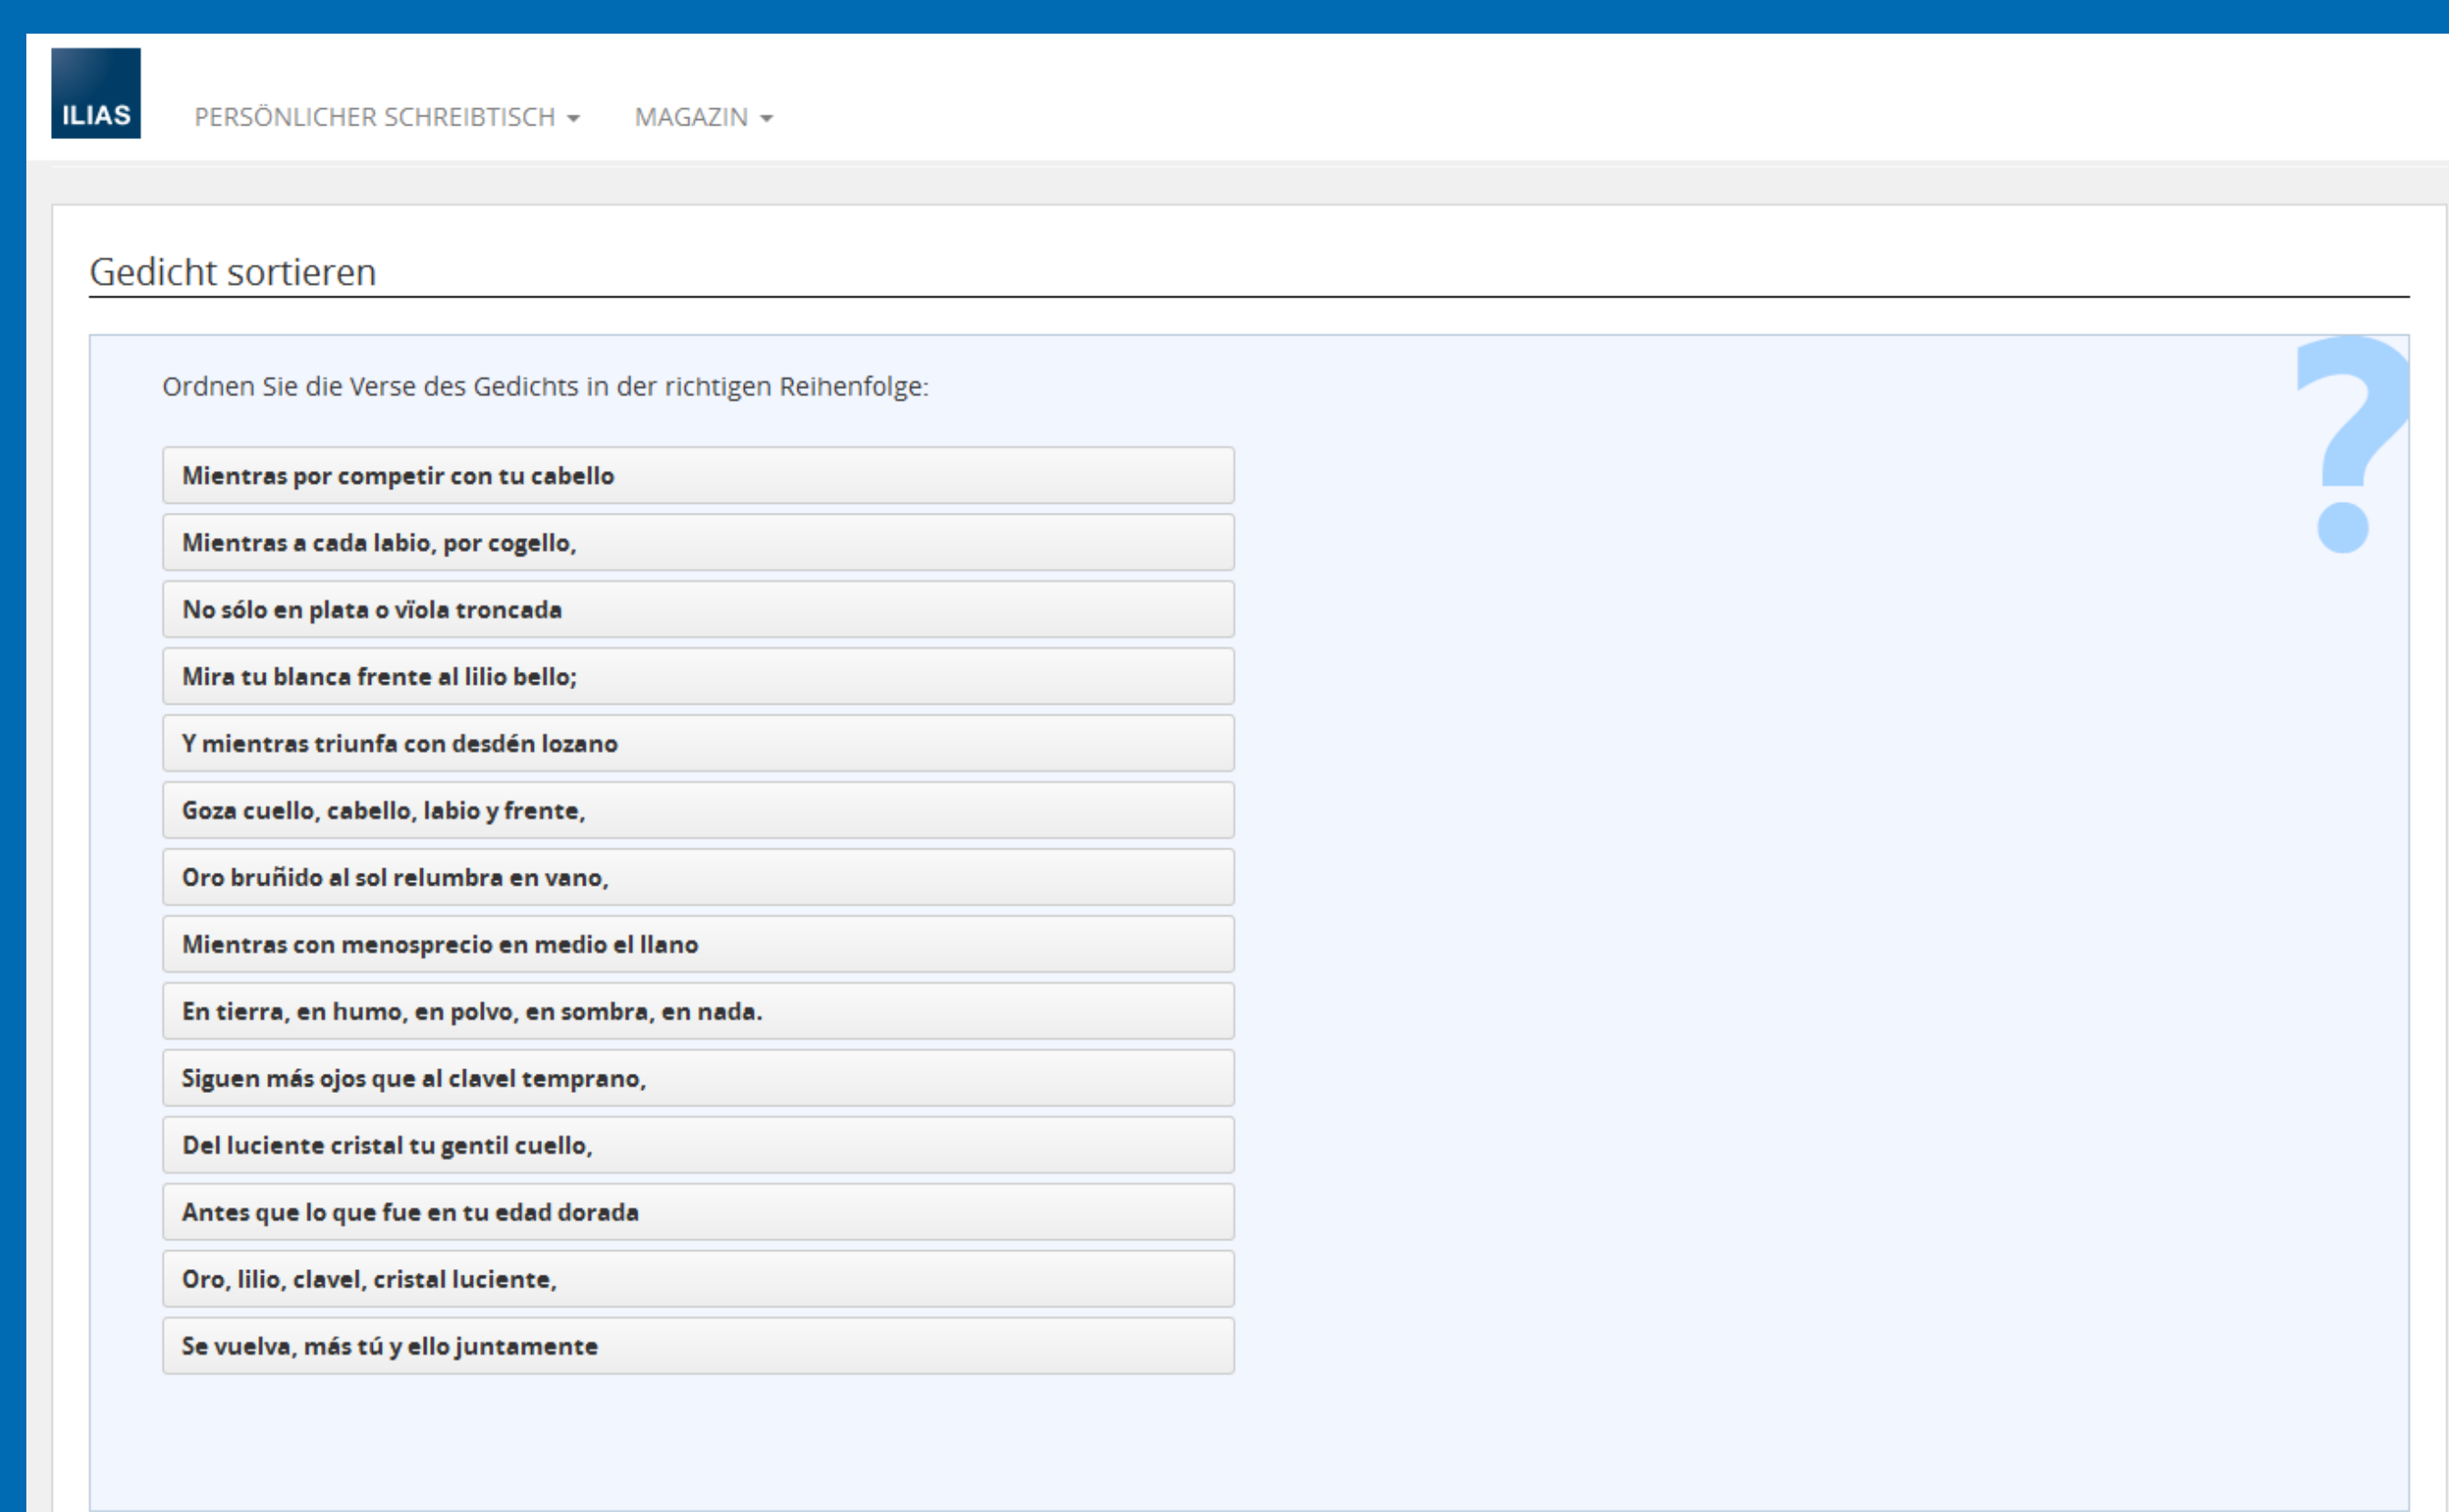 ILIAS
PERSÖNLICHER SCHREIBTISCH MAGAZIN
Gedicht sortieren
Ordnen Sie die Verse des Gedichts in der richtigen Reihenfolge:
?
Mientras por competir con tu cabello
Mientras a cada labio, por cogello,
No sólo en plata o vïola troncada
Mira tu blanca frente al lilio bello;
Y mientras triunfa con desdén lozano
Goza cuello, cabello, labio y frente,
Oro bruñido al sol relumbra en vano,
Mientras con menosprecio en medio el llano
En tierra, en humo, en polvo, en sombra, en nada.
Siguen más ojos que al clavel temprano,
Del luciente cristal tu gentil cuello,
Antes que lo que fue en tu edad dorada
Oro, lilio, clavel, cristal luciente,
Se vuelva, más tú y ello juntamente